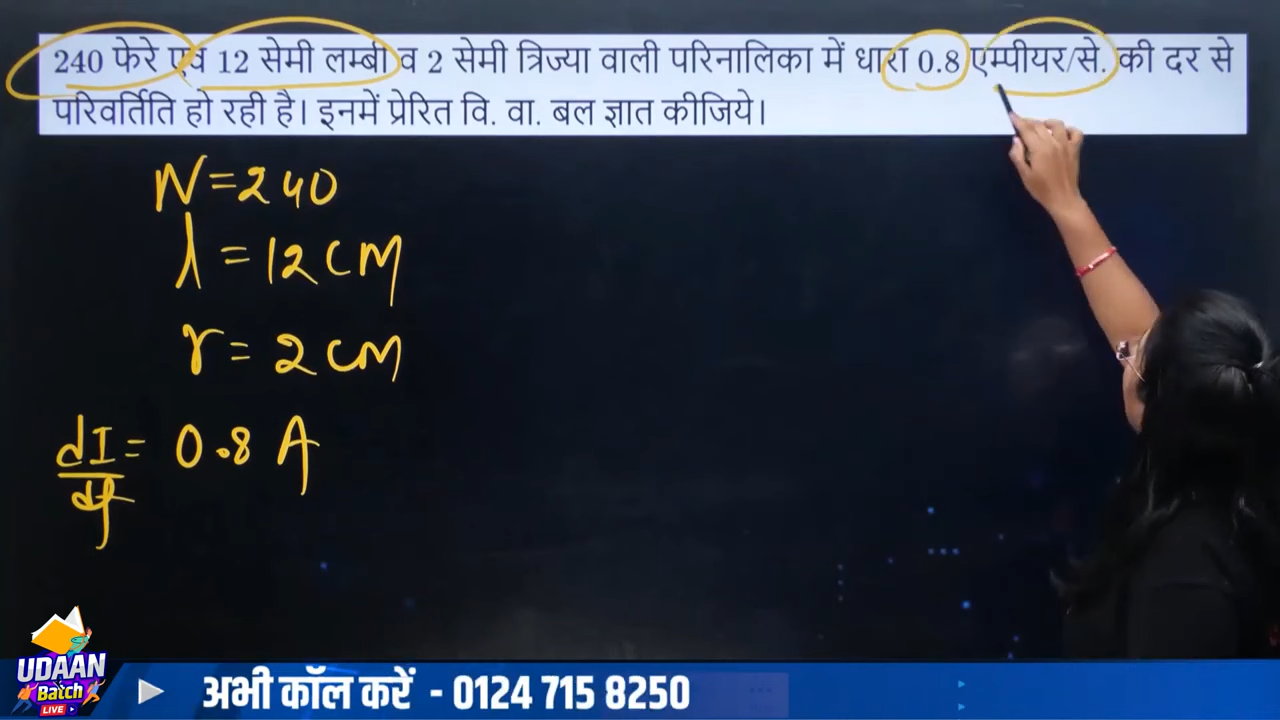 240 फेरे एव 12 सेमी लम्बी व 2 सेमी त्रिज्या वाली परिनालिका में धारा 0.8 एम्पीयर/से. की दर से
परिवर्तिति हो रही है। इनमें प्रेरित वि. वा. बल ज्ञात कीजिये।
N = 240
l = 12 CM
r = 2 CM
dI/dt = 0.8 A
UDAAN
Batch
LIVE
अभी कॉल करें - 0124 715 8250